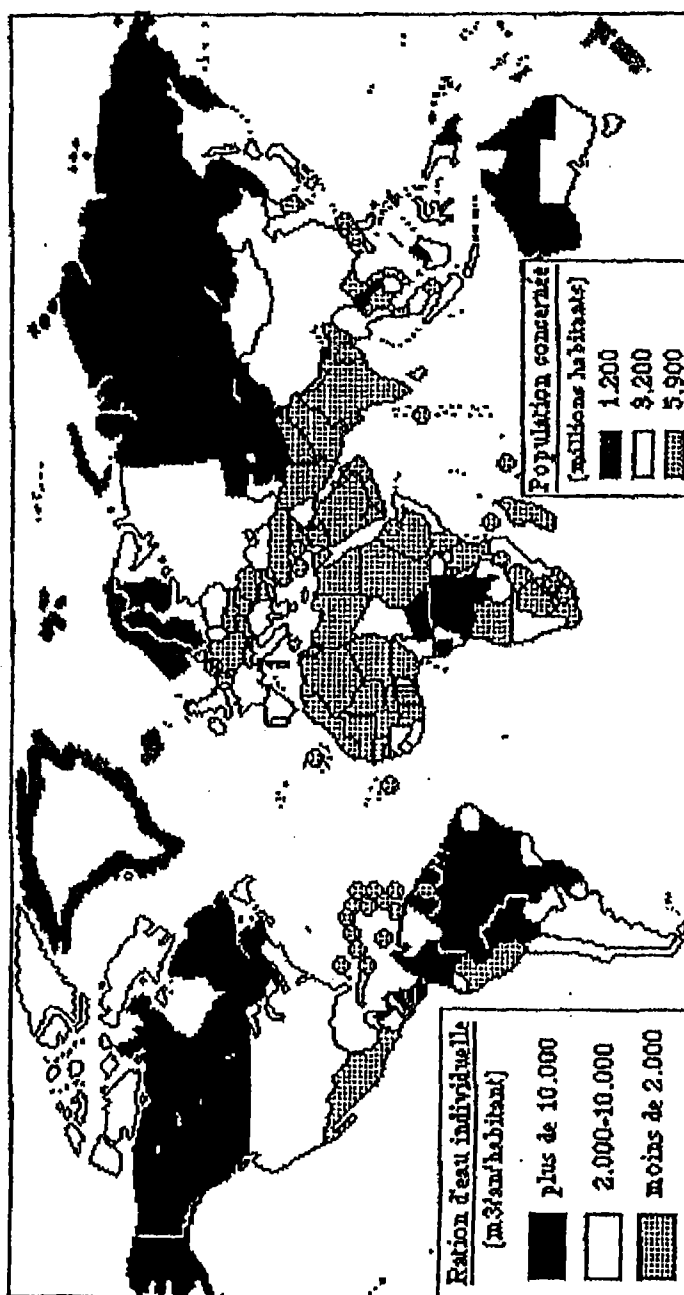 Ration d'eau individuelle
[m3/an/habitant]
plus de 10.000
2.000-10.000
moins de 2.000
Population concernée
[millions habitants]
1.200
3.200
5.900